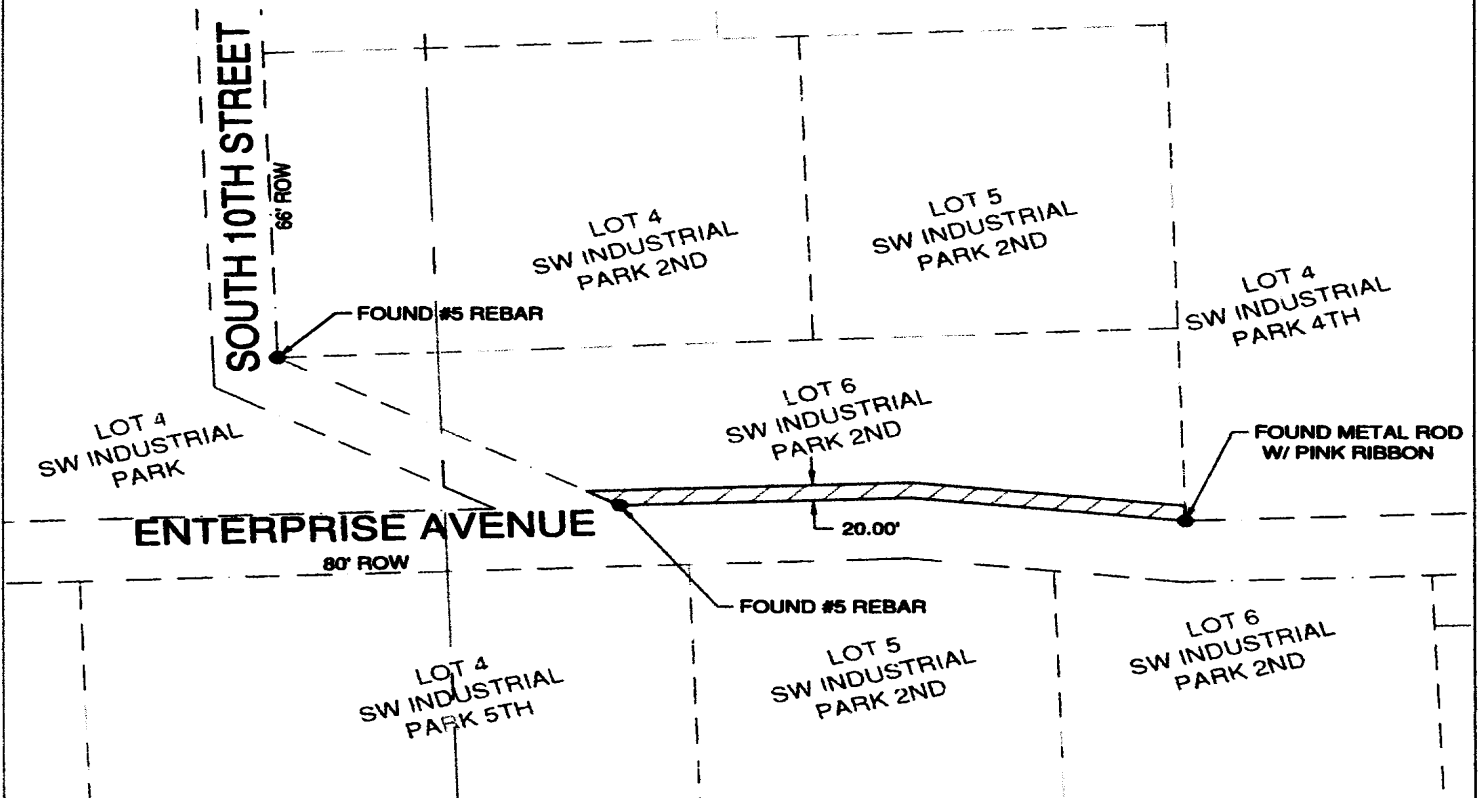 SOUTH 10TH STREET
66' ROW
LOT 4
SW INDUSTRIAL
PARK 2ND
LOT 5
SW INDUSTRIAL
PARK 2ND
LOT 4
SW INDUSTRIAL
PARK 4TH
FOUND #5 REBAR
LOT 6
SW INDUSTRIAL
PARK 2ND
LOT 4
SW INDUSTRIAL
PARK
FOUND METAL ROD
W/ PINK RIBBON
ENTERPRISE AVENUE
80' ROW
20.00'
FOUND #5 REBAR
LOT 4
SW INDUSTRIAL
PARK 5TH
LOT 5
SW INDUSTRIAL
PARK 2ND
LOT 6
SW INDUSTRIAL
PARK 2ND